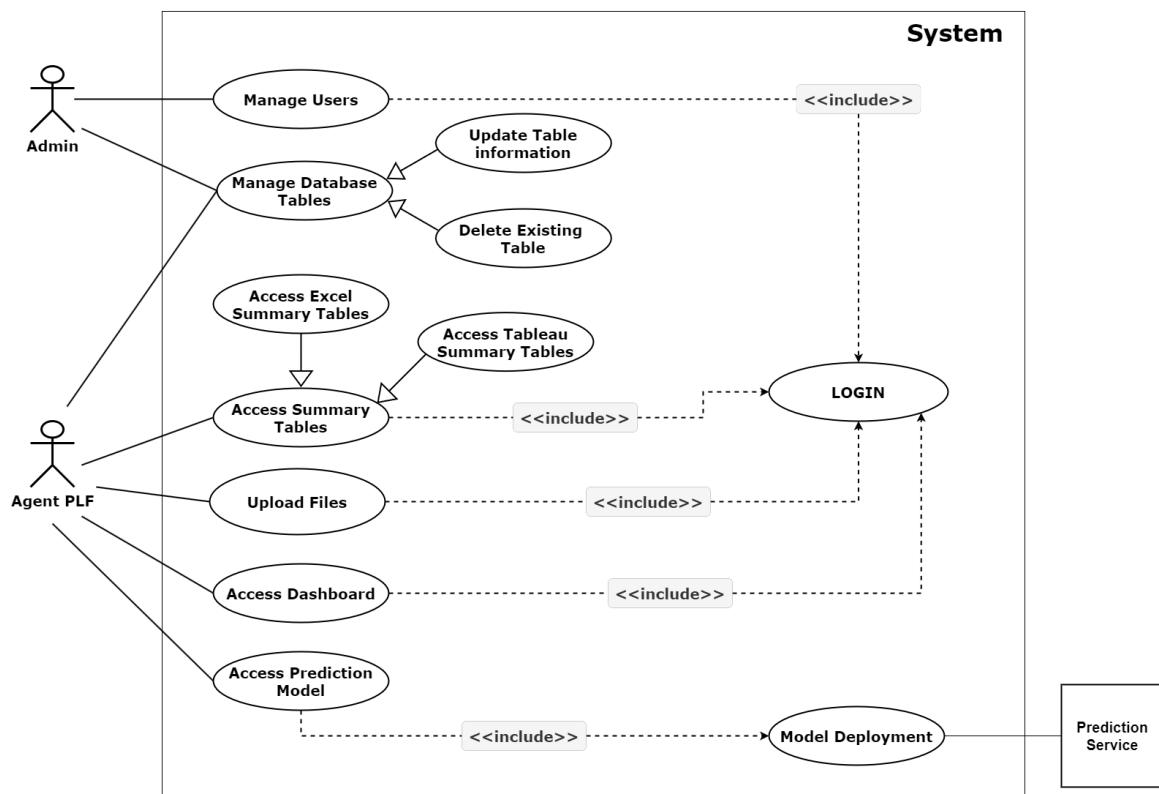 System
Manage Users
<<include>>
Admin
Update Table
information
Manage Database
Tables
Delete Existing
Table
Access Excel
Summary Tables
Access Tableau
Summary Tables
LOGIN
Access Summary
Tables
<<include>>
Agent PLF
Upload Files
<<include>>
Access Dashboard
<<include>>
Access Prediction
Model
<<include>>
Model Deployment
Prediction
Service